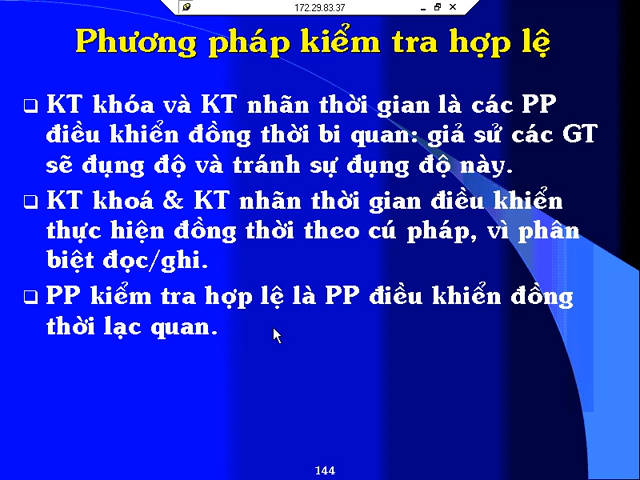 172.29.83.37
Phương pháp kiểm tra hợp lệ
KT khóa và KT nhãn thời gian là các PP
điều khiển đồng thời bi quan: giả sử các GT
sẽ đụng độ và tránh sự đụng độ này.
KT khoá & KT nhãn thời gian điều khiển
thực hiện đồng thời theo cú pháp, vì phân
biệt đọc/ghi.
PP kiểm tra hợp lệ là PP điều khiển đồng
thời lạc quan.
144